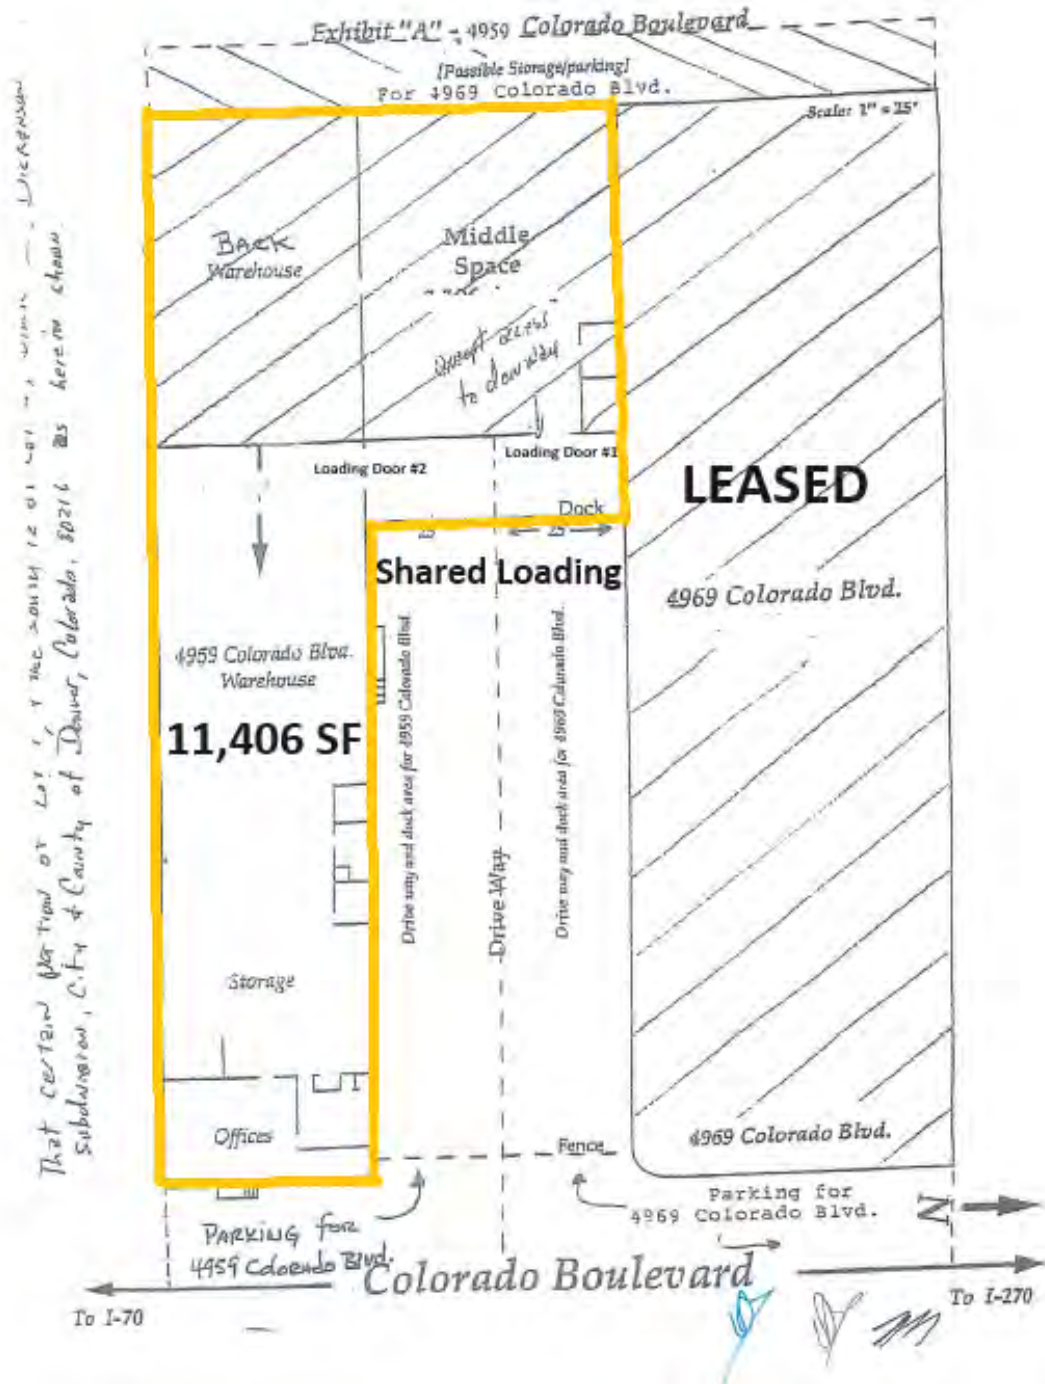 Exhibit "A" - 4959 Colorado Boulevard
[Possible Storage/parking]
For 4969 Colorado Blvd.
Scale: 1" = 25'
BACK
Warehouse
Middle
Space
Except access
to doorway
Loading Door #2
Loading Door #1
Dock
25
25
LEASED
Shared Loading
4969 Colorado Blvd.
4959 Colorado Blvd.
Warehouse
11,406 SF
Drive way and dock area for 4959 Colorado Blvd.
Drive Way
Drive way and dock area for 4969 Colorado Blvd.
Storage
Offices
Fence
4969 Colorado Blvd.
Parking for
4969 Colorado Blvd.
N
PARKING for
4959 Colorado Blvd.
Colorado Boulevard
To I-70
To I-270
That certain portion of Lot
Subdivision, City & County of Denver, Colorado, 80216 as herein shown